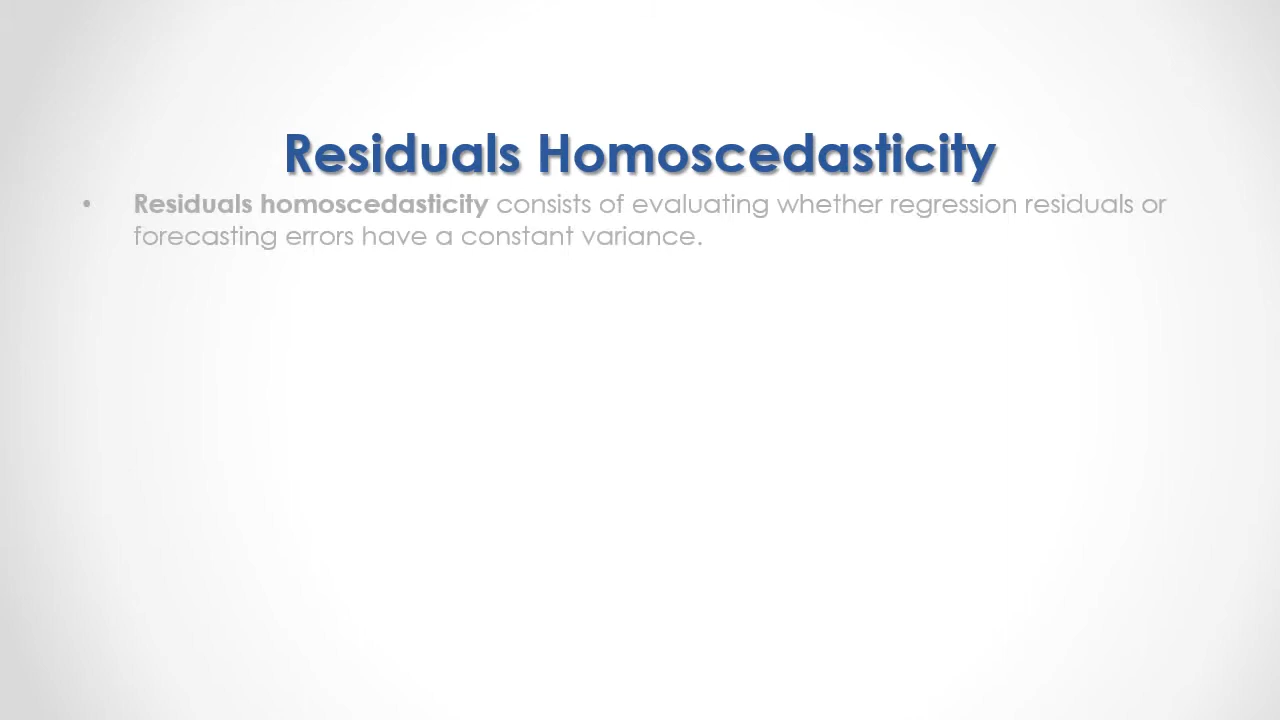 Residuals Homoscedasticity
• Residuals homoscedasticity consists of evaluating whether regression residuals or
forecasting errors have a constant variance.